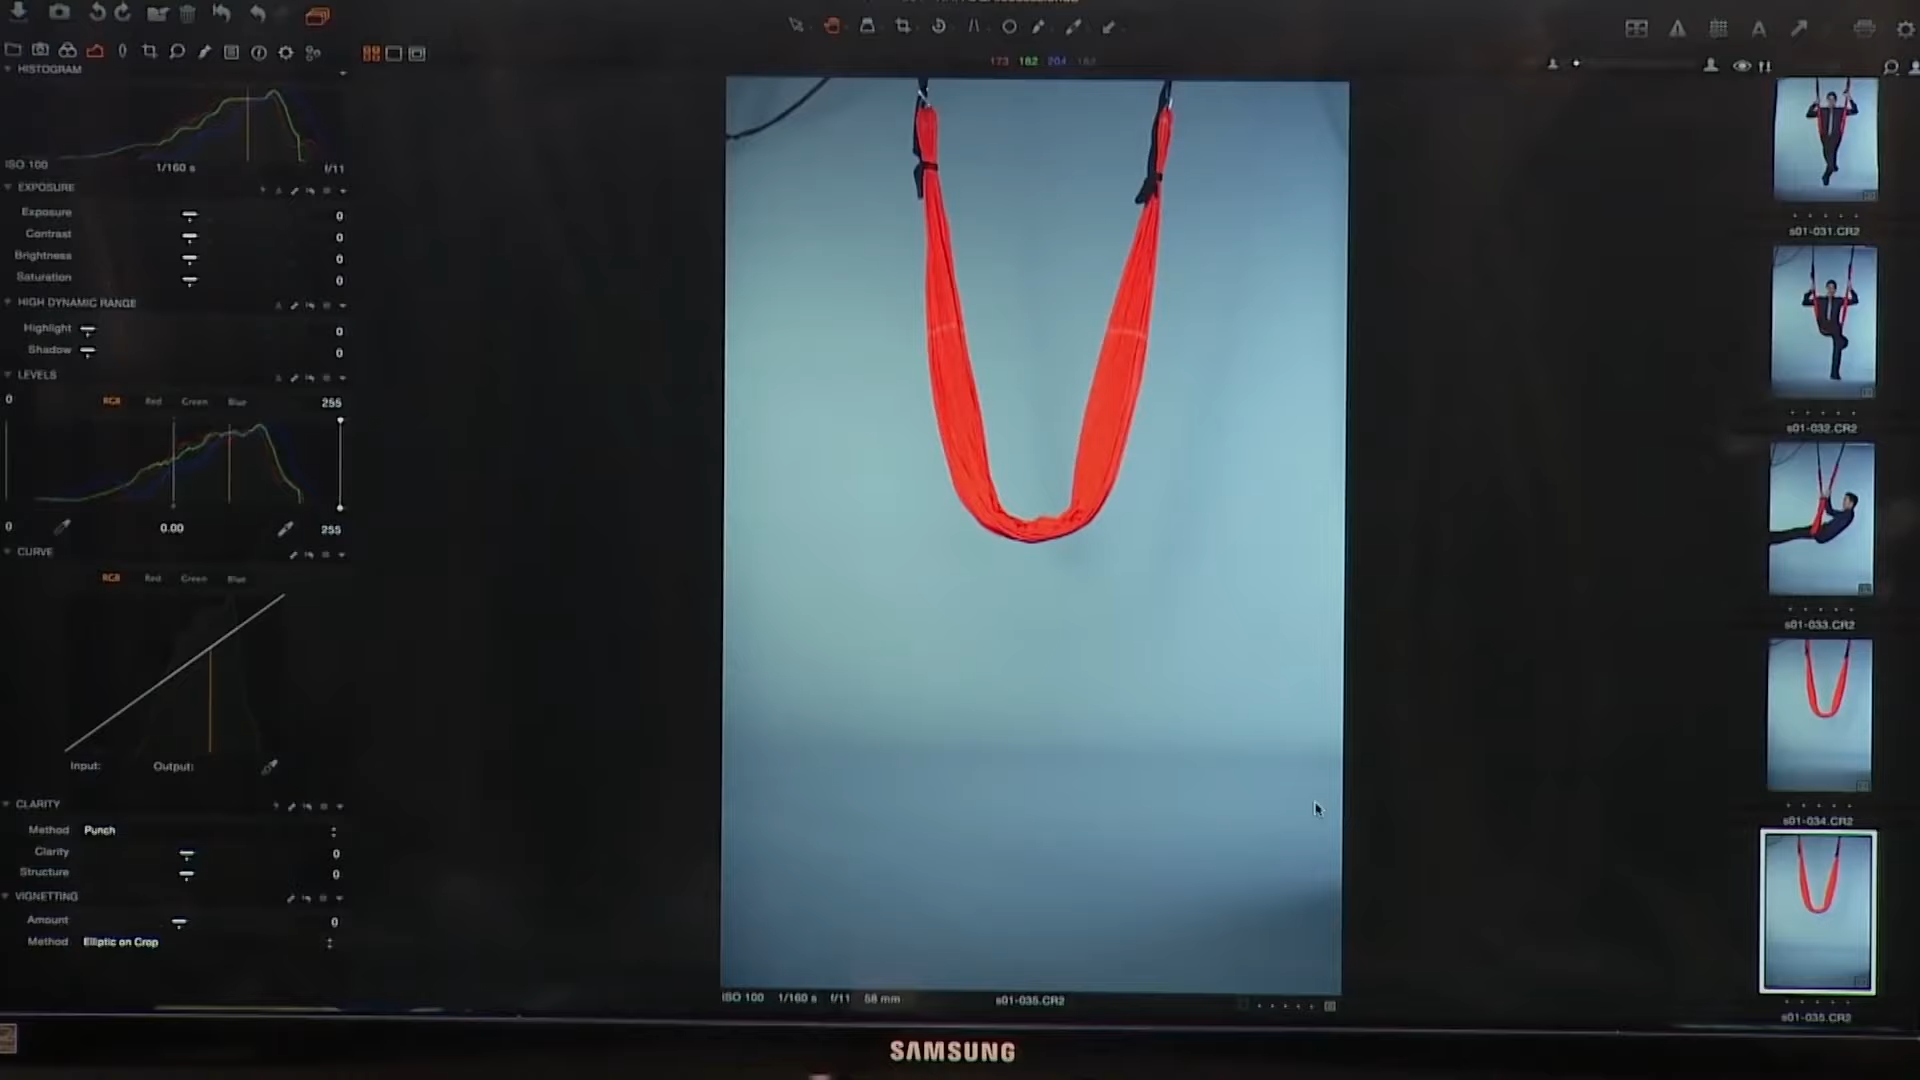 173 182 204 182
HISTOGRAM
ISO 100 1/160 s f/11
EXPOSURE
Exposure 0
Contrast 0
Brightness 0
Saturation 0
HIGH DYNAMIC RANGE
Highlight 0
Shadow 0
LEVELS
0 RGB Red Green Blue 255
0 0.00 255
CURVE
RGB Red Green Blue
Input: Output:
CLARITY
Method Punch
Clarity 0
Structure 0
VIGNETTING
Amount 0
Method Elliptic on Crop
ISO 100 1/160 s f/11 58 mm s01-035.CR2
s01-031.CR2
s01-032.CR2
s01-033.CR2
s01-034.CR2
s01-035.CR2
SAMSUNG